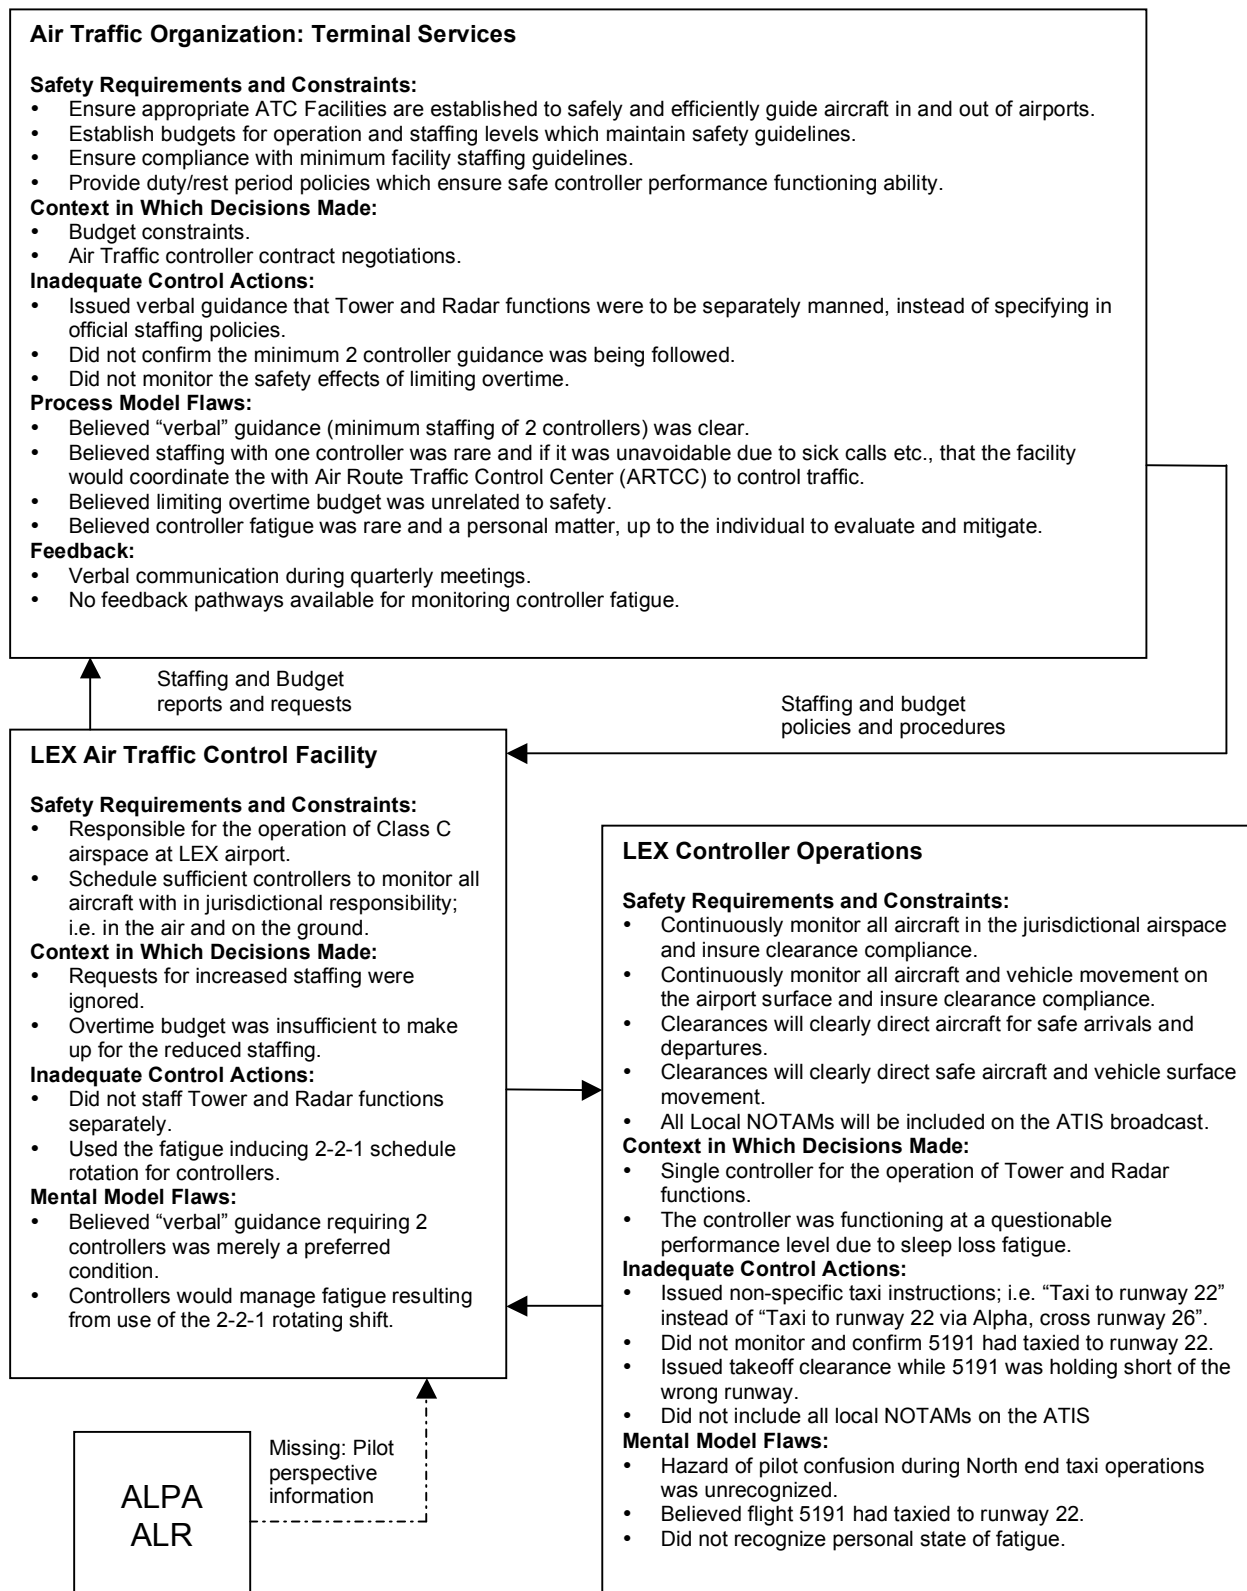 Air Traffic Organization: Terminal Services
Safety Requirements and Constraints:
• Ensure appropriate ATC Facilities are established to safely and efficiently guide aircraft in and out of airports.
• Establish budgets for operation and staffing levels which maintain safety guidelines.
• Ensure compliance with minimum facility staffing guidelines.
• Provide duty/rest period policies which ensure safe controller performance functioning ability.
Context in Which Decisions Made:
• Budget constraints.
• Air Traffic controller contract negotiations.
Inadequate Control Actions:
• Issued verbal guidance that Tower and Radar functions were to be separately manned, instead of specifying in
official staffing policies.
• Did not confirm the minimum 2 controller guidance was being followed.
• Did not monitor the safety effects of limiting overtime.
Process Model Flaws:
• Believed “verbal” guidance (minimum staffing of 2 controllers) was clear.
• Believed staffing with one controller was rare and if it was unavoidable due to sick calls etc., that the facility
would coordinate the with Air Route Traffic Control Center (ARTCC) to control traffic.
• Believed limiting overtime budget was unrelated to safety.
• Believed controller fatigue was rare and a personal matter, up to the individual to evaluate and mitigate.
Feedback:
• Verbal communication during quarterly meetings.
• No feedback pathways available for monitoring controller fatigue.
Staffing and Budget
reports and requests
Staffing and budget
policies and procedures
LEX Air Traffic Control Facility
Safety Requirements and Constraints:
• Responsible for the operation of Class C
airspace at LEX airport.
• Schedule sufficient controllers to monitor all
aircraft with in jurisdictional responsibility;
i.e. in the air and on the ground.
Context in Which Decisions Made:
• Requests for increased staffing were
ignored.
• Overtime budget was insufficient to make
up for the reduced staffing.
Inadequate Control Actions:
• Did not staff Tower and Radar functions
separately.
• Used the fatigue inducing 2-2-1 schedule
rotation for controllers.
Mental Model Flaws:
• Believed “verbal” guidance requiring 2
controllers was merely a preferred
condition.
• Controllers would manage fatigue resulting
from use of the 2-2-1 rotating shift.
LEX Controller Operations
Safety Requirements and Constraints:
• Continuously monitor all aircraft in the jurisdictional airspace
and insure clearance compliance.
• Continuously monitor all aircraft and vehicle movement on
the airport surface and insure clearance compliance.
• Clearances will clearly direct aircraft for safe arrivals and
departures.
• Clearances will clearly direct safe aircraft and vehicle surface
movement.
• All Local NOTAMs will be included on the ATIS broadcast.
Context in Which Decisions Made:
• Single controller for the operation of Tower and Radar
functions.
• The controller was functioning at a questionable
performance level due to sleep loss fatigue.
Inadequate Control Actions:
• Issued non-specific taxi instructions; i.e. “Taxi to runway 22”
instead of “Taxi to runway 22 via Alpha, cross runway 26”.
• Did not monitor and confirm 5191 had taxied to runway 22.
• Issued takeoff clearance while 5191 was holding short of the
wrong runway.
• Did not include all local NOTAMs on the ATIS
Mental Model Flaws:
• Hazard of pilot confusion during North end taxi operations
was unrecognized.
• Believed flight 5191 had taxied to runway 22.
• Did not recognize personal state of fatigue.
ALPA
ALR
Missing: Pilot
perspective
information